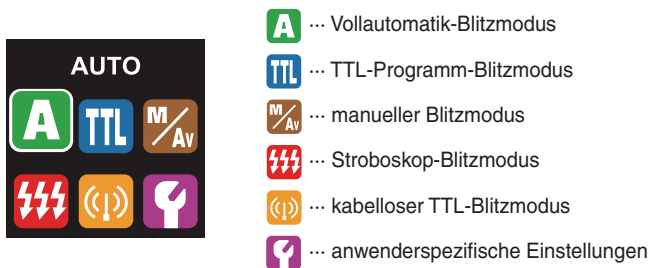 AUTO
A TTL M/Av
A ··· Vollautomatik-Blitzmodus
TTL ··· TTL-Programm-Blitzmodus
M/Av ··· manueller Blitzmodus
··· Stroboskop-Blitzmodus
··· kabelloser TTL-Blitzmodus
··· anwenderspezifische Einstellungen